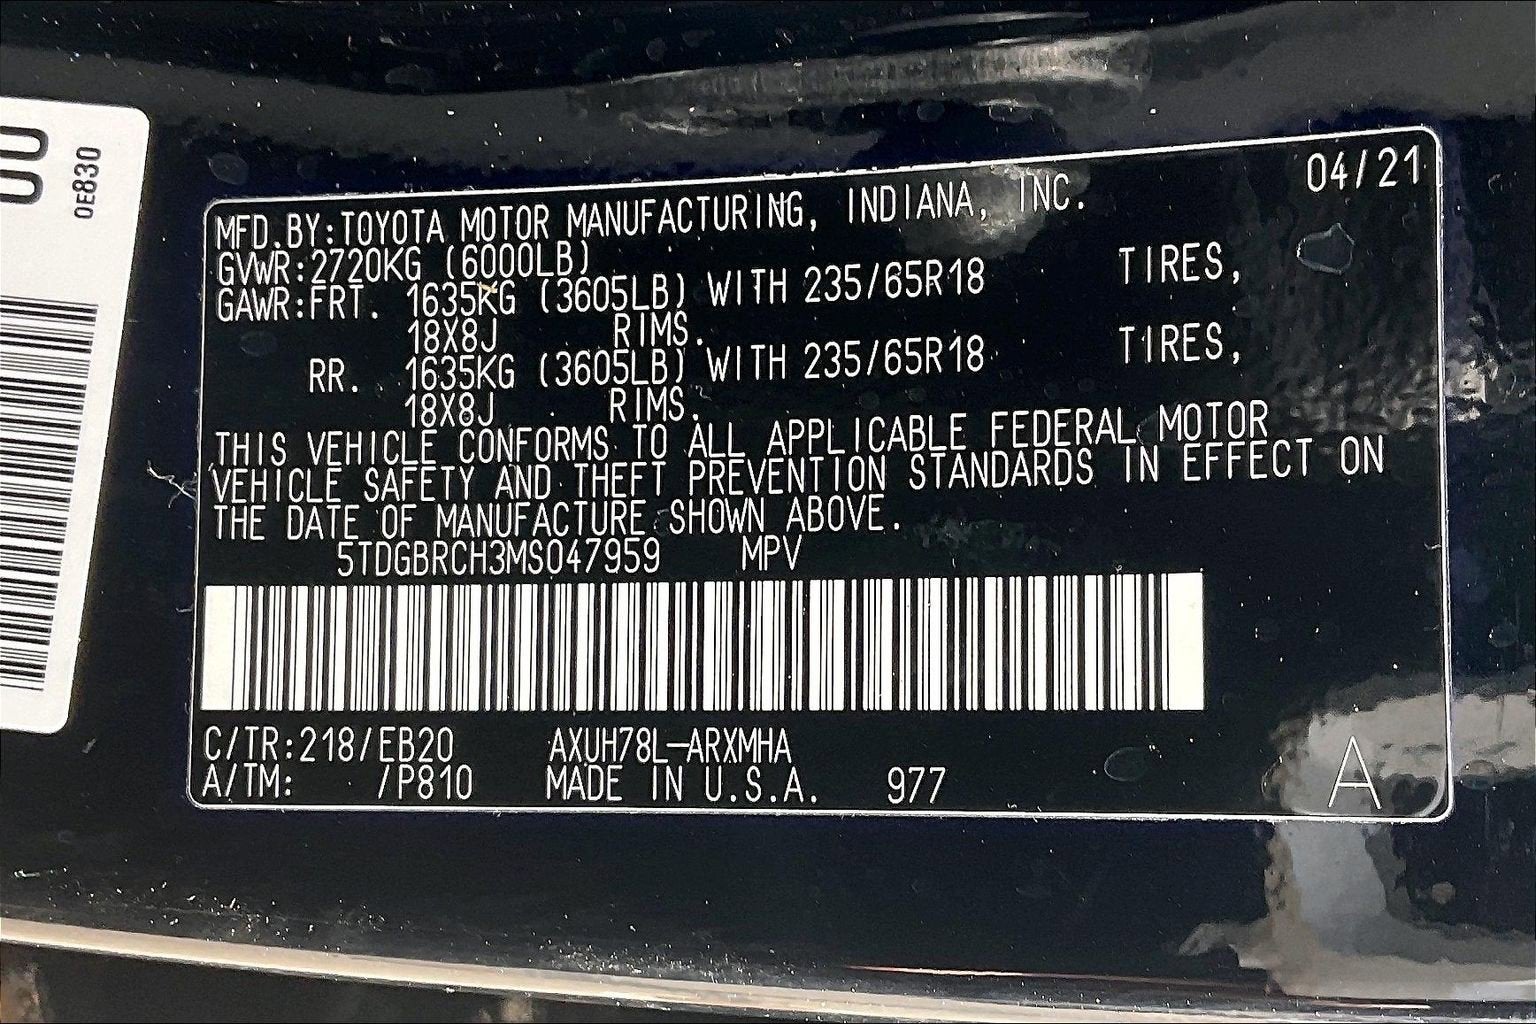 00
0E830
04/21
MFD.BY:TOYOTA MOTOR MANUFACTURING, INDIANA, INC.
GVWR:2720KG (6000LB)
GAWR:FRT. 1635KG (3605LB) WITH 235/65R18 TIRES,
18X8J RIMS.
RR. 1635KG (3605LB) WITH 235/65R18 TIRES,
18X8J RIMS.
THIS VEHICLE CONFORMS TO ALL APPLICABLE FEDERAL MOTOR
VEHICLE SAFETY AND THEFT PREVENTION STANDARDS IN EFFECT ON
THE DATE OF MANUFACTURE SHOWN ABOVE.
5TDGBRCH3MS047959 MPV
C/TR:218/EB20 AXUH78L-ARXMHA
A/TM: /P810 MADE IN U.S.A. 977
A